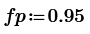 fp := 0.95